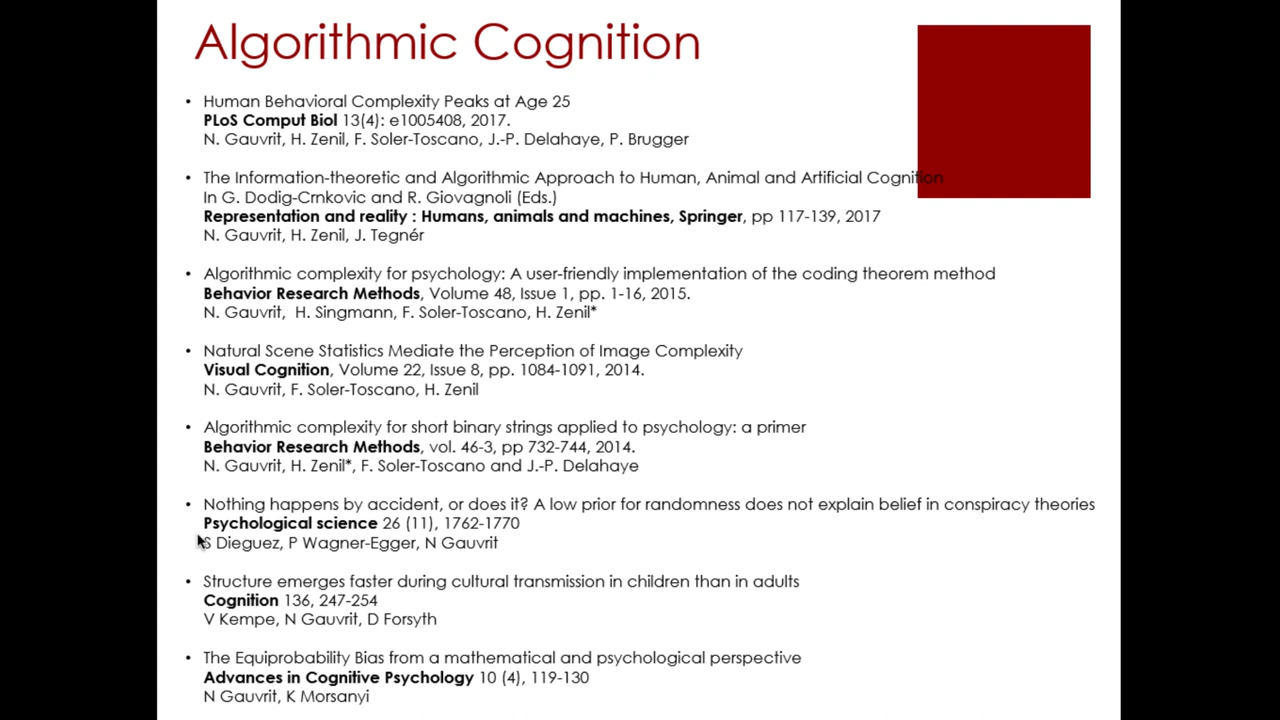 Algorithmic Cognition
• Human Behavioral Complexity Peaks at Age 25
PLoS Comput Biol 13(4): e1005408, 2017.
N. Gauvrit, H. Zenil, F. Soler-Toscano, J.-P. Delahaye, P. Brugger
• The Information-theoretic and Algorithmic Approach to Human, Animal and Artificial Cognition
In G. Dodig-Crnkovic and R. Giovagnoli (Eds.)
Representation and reality : Humans, animals and machines, Springer, pp 117-139, 2017
N. Gauvrit, H. Zenil, J. Tegnér
• Algorithmic complexity for psychology: A user-friendly implementation of the coding theorem method
Behavior Research Methods, Volume 48, Issue 1, pp. 1-16, 2015.
N. Gauvrit, H. Singmann, F. Soler-Toscano, H. Zenil*
• Natural Scene Statistics Mediate the Perception of Image Complexity
Visual Cognition, Volume 22, Issue 8, pp. 1084-1091, 2014.
N. Gauvrit, F. Soler-Toscano, H. Zenil
• Algorithmic complexity for short binary strings applied to psychology: a primer
Behavior Research Methods, vol. 46-3, pp 732-744, 2014.
N. Gauvrit, H. Zenil*, F. Soler-Toscano and J.-P. Delahaye
• Nothing happens by accident, or does it? A low prior for randomness does not explain belief in conspiracy theories
Psychological science 26 (11), 1762-1770
S Dieguez, P Wagner-Egger, N Gauvrit
• Structure emerges faster during cultural transmission in children than in adults
Cognition 136, 247-254
V Kempe, N Gauvrit, D Forsyth
• The Equiprobability Bias from a mathematical and psychological perspective
Advances in Cognitive Psychology 10 (4), 119-130
N Gauvrit, K Morsanyi